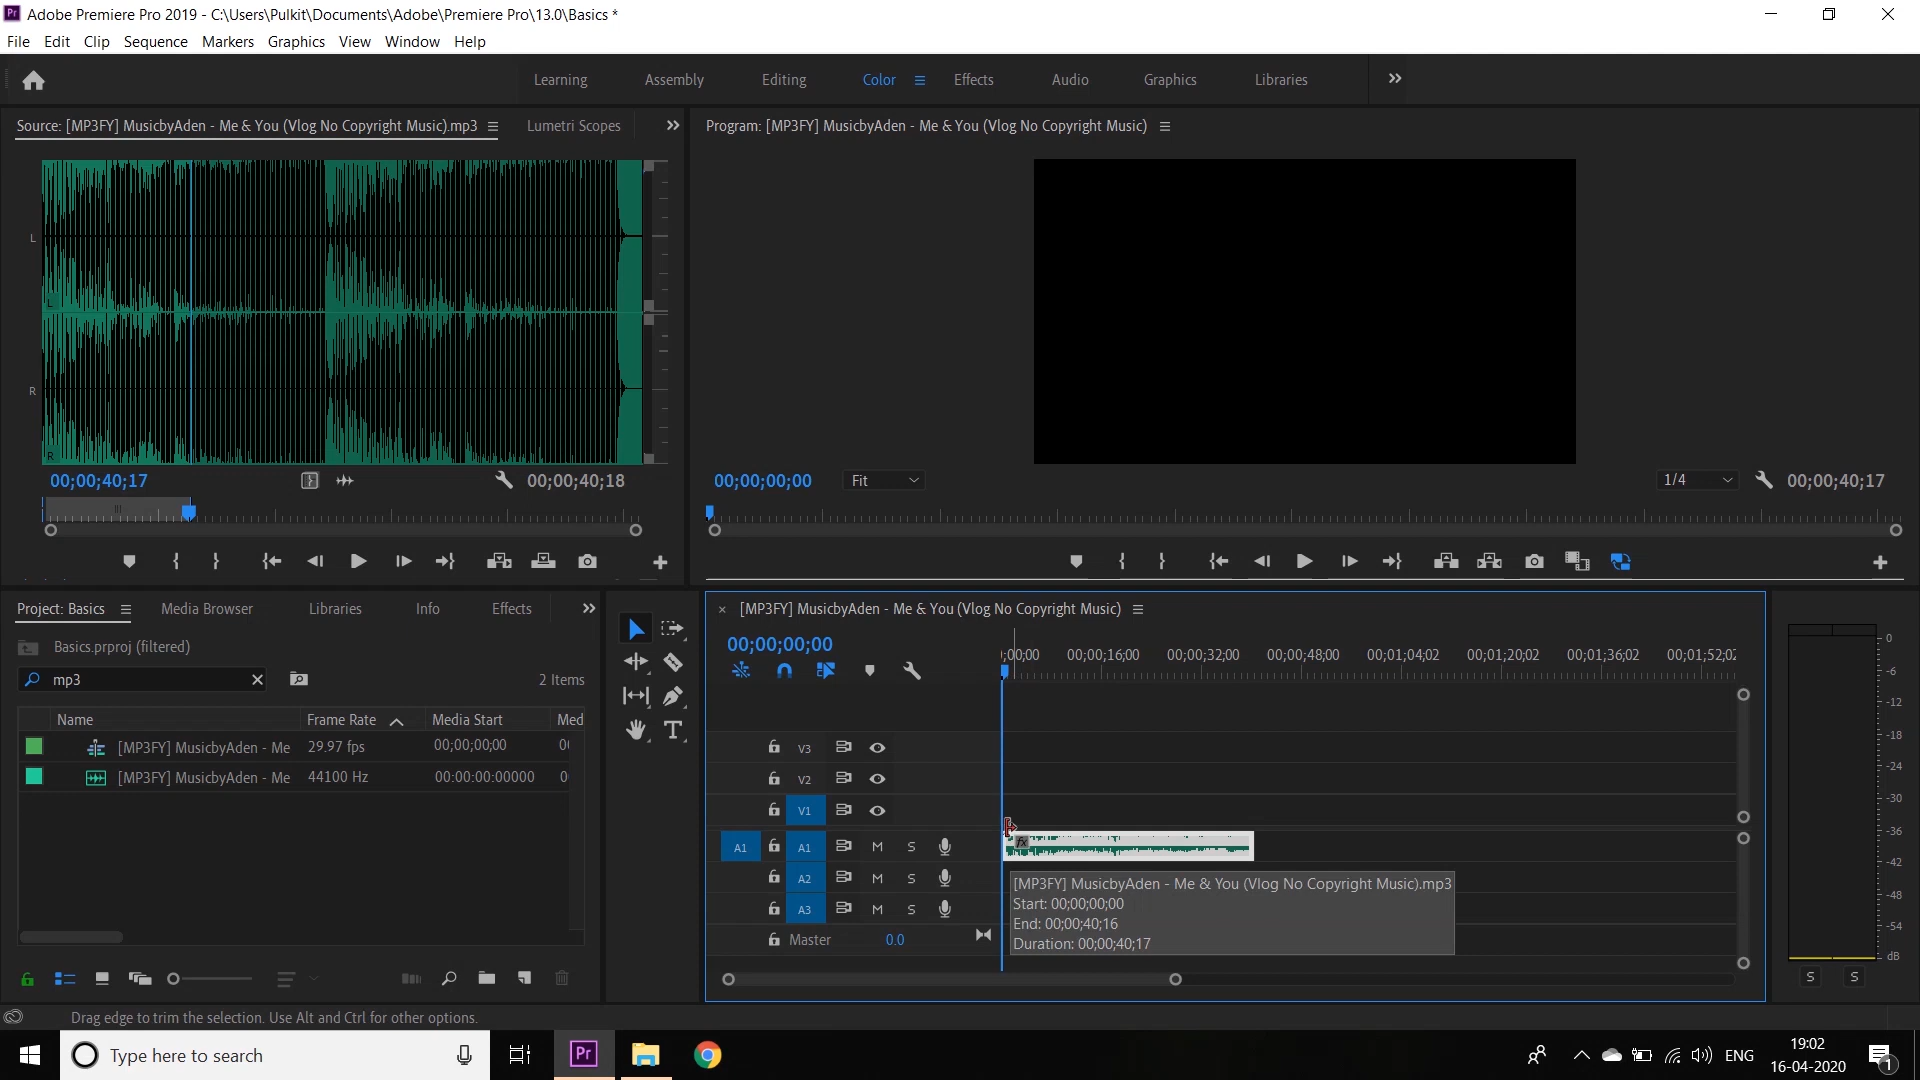 Adobe Premiere Pro 2019 - C:\Users\Pulkit\Documents\Adobe\Premiere Pro\13.0\Basics *
File Edit Clip Sequence Markers Graphics View Window Help
Learning Assembly Editing Color Effects Audio Graphics Libraries
Source: [MP3FY] MusicbyAden - Me & You (Vlog No Copyright Music).mp3 Lumetri Scopes
Program: [MP3FY] MusicbyAden - Me & You (Vlog No Copyright Music)
L
R
R
00;00;40;17 00;00;40;18
00;00;00;00 Fit 1/4 00;00;40;17
Project: Basics Media Browser Libraries Info Effects
Basics.prproj (filtered)
mp3 2 Items
Name Frame Rate Media Start Med
[MP3FY] MusicbyAden - Me 29.97 fps 00;00;00;00
[MP3FY] MusicbyAden - Me 44100 Hz 00:00:00:00000
T
[MP3FY] MusicbyAden - Me & You (Vlog No Copyright Music)
00;00;00;00
;00;00 00;00;16;00 00;00;32;00 00;00;48;00 00;01;04;02 00;01;20;02 00;01;36;02 00;01;52;02
V3
V2
V1
A1 A1 M S
fx
A2 M S
A3 M S
Master 0.0
[MP3FY] MusicbyAden - Me & You (Vlog No Copyright Music).mp3
Start: 00;00;00;00
End: 00;00;40;16
Duration: 00;00;40;17
0
-6
-12
-18
-24
-30
-36
-42
-48
-54
dB
S S
Drag edge to trim the selection. Use Alt and Ctrl for other options.
Type here to search
Pr
ENG
19:02
16-04-2020
1